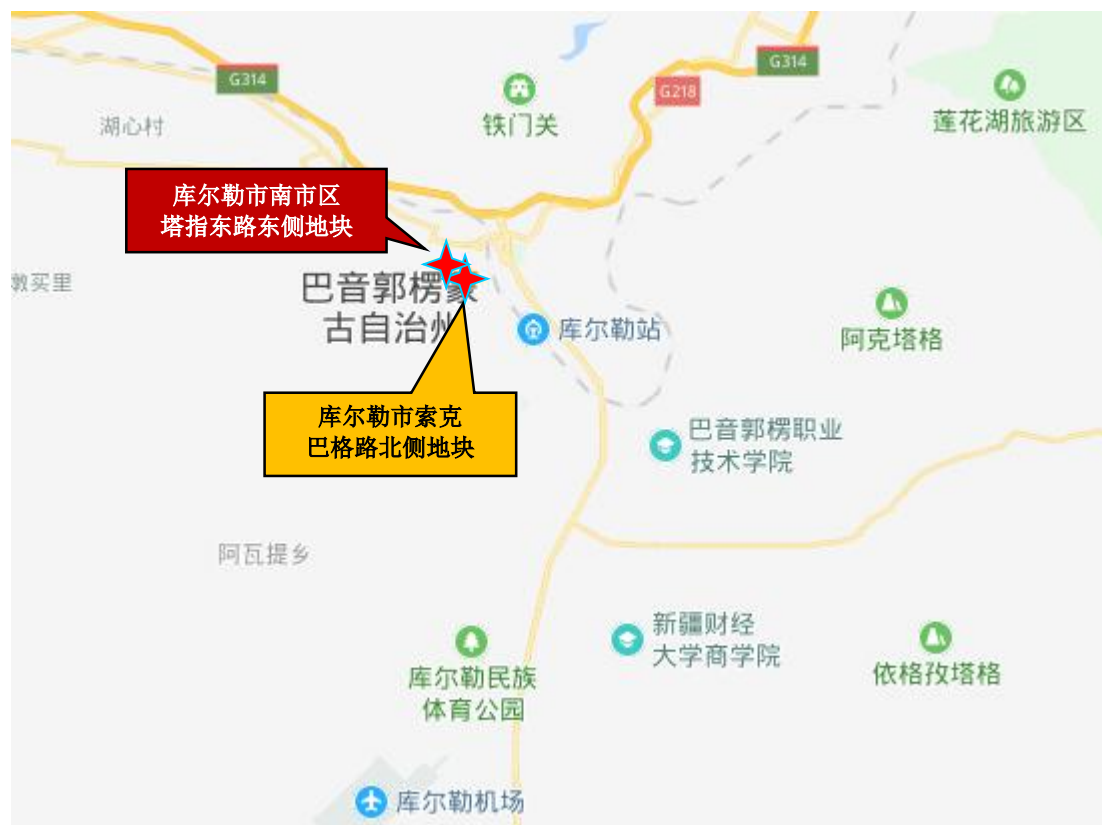 G314
G314
G218
铁门关
莲花湖旅游区
湖心村
库尔勒市南市区
塔指东路东侧地块
敦买里
巴音郭楞蒙
古自治州
库尔勒站
阿克塔格
库尔勒市索克
巴格路北侧地块
巴音郭楞职业
技术学院
阿瓦提乡
新疆财经
大学商学院
库尔勒民族
体育公园
依格孜塔格
库尔勒机场